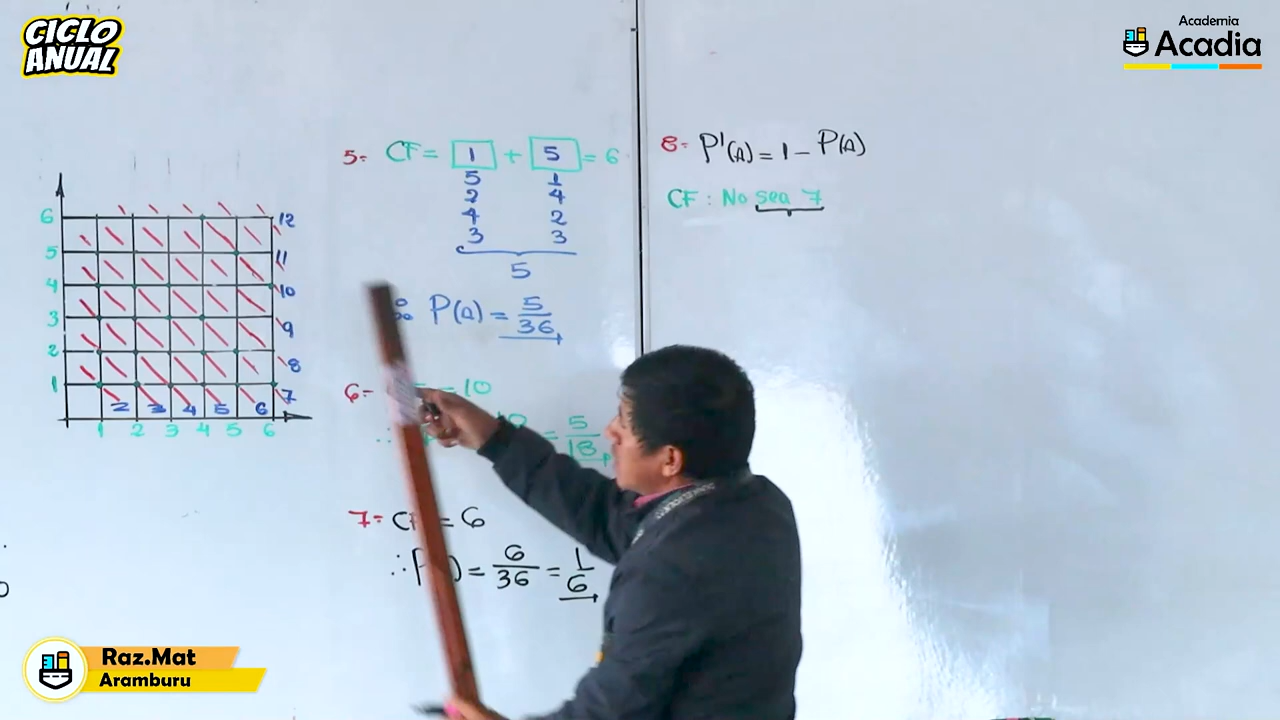 CICLO
ANUAL
Academia
Acadia
6
5
4
3
2
1
12
11
10
9
8
7
2 3 4 5 6
1 2 3 4 5 6
5= CF = 1 + 5 = 6
5 1
2 4
4 2
3 3
5
P(A) = 5/36
6= = 10
= 5/18
7= = 6
∴ = 6/36 = 1/6
8= P'(A) = 1 - P(A)
CF : No sea 7
Raz.Mat
Aramburu